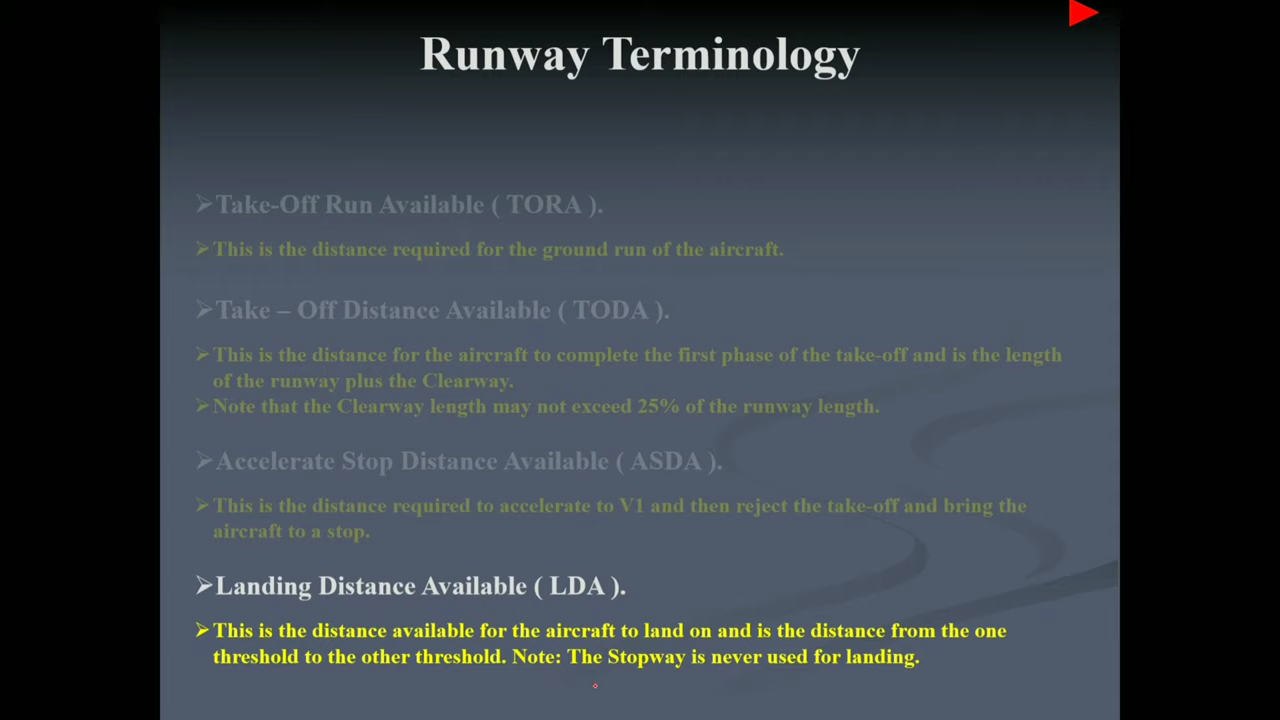 Runway Terminology
➢Take-Off Run Available ( TORA ).
➢This is the distance required for the ground run of the aircraft.
➢Take – Off Distance Available ( TODA ).
➢This is the distance for the aircraft to complete the first phase of the take-off and is the length
of the runway plus the Clearway.
➢Note that the Clearway length may not exceed 25% of the runway length.
➢Accelerate Stop Distance Available ( ASDA ).
➢This is the distance required to accelerate to V1 and then reject the take-off and bring the
aircraft to a stop.
➢Landing Distance Available ( LDA ).
➢This is the distance available for the aircraft to land on and is the distance from the one
threshold to the other threshold. Note: The Stopway is never used for landing.